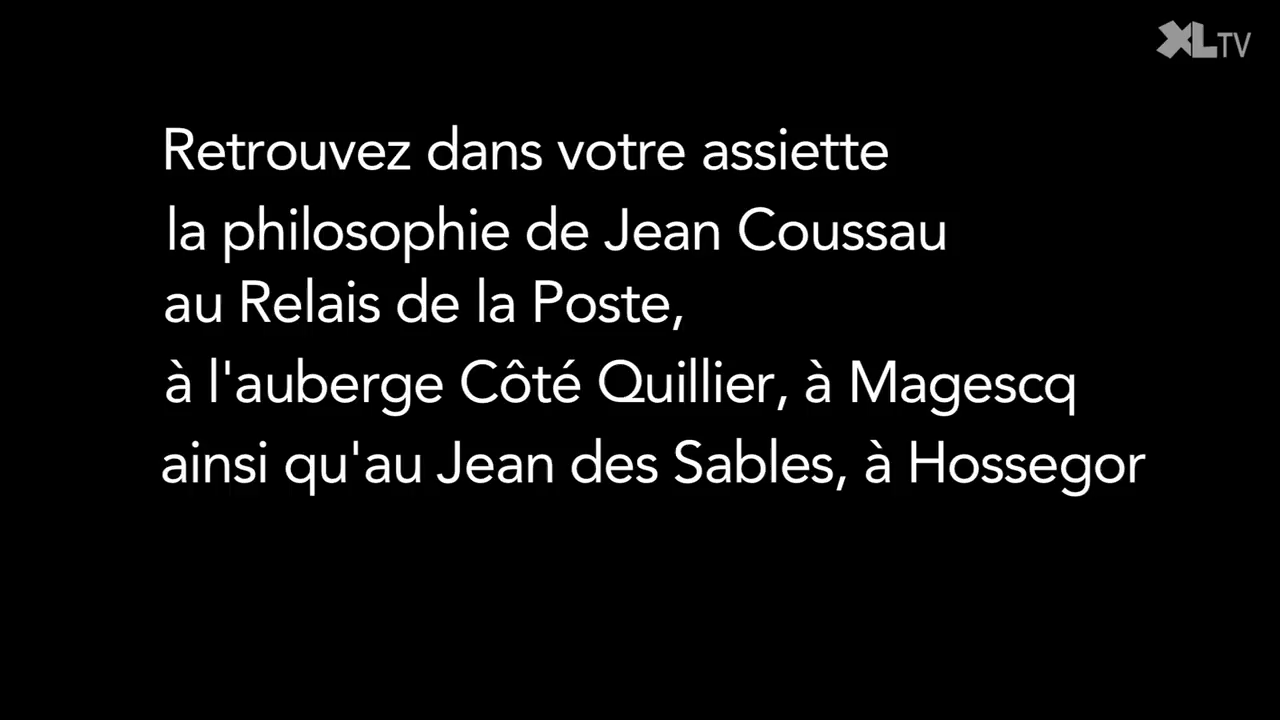 XLTV
Retrouvez dans votre assiette
la philosophie de Jean Coussau
au Relais de la Poste,
à l'auberge Côté Quillier, à Magescq
ainsi qu'au Jean des Sables, à Hossegor